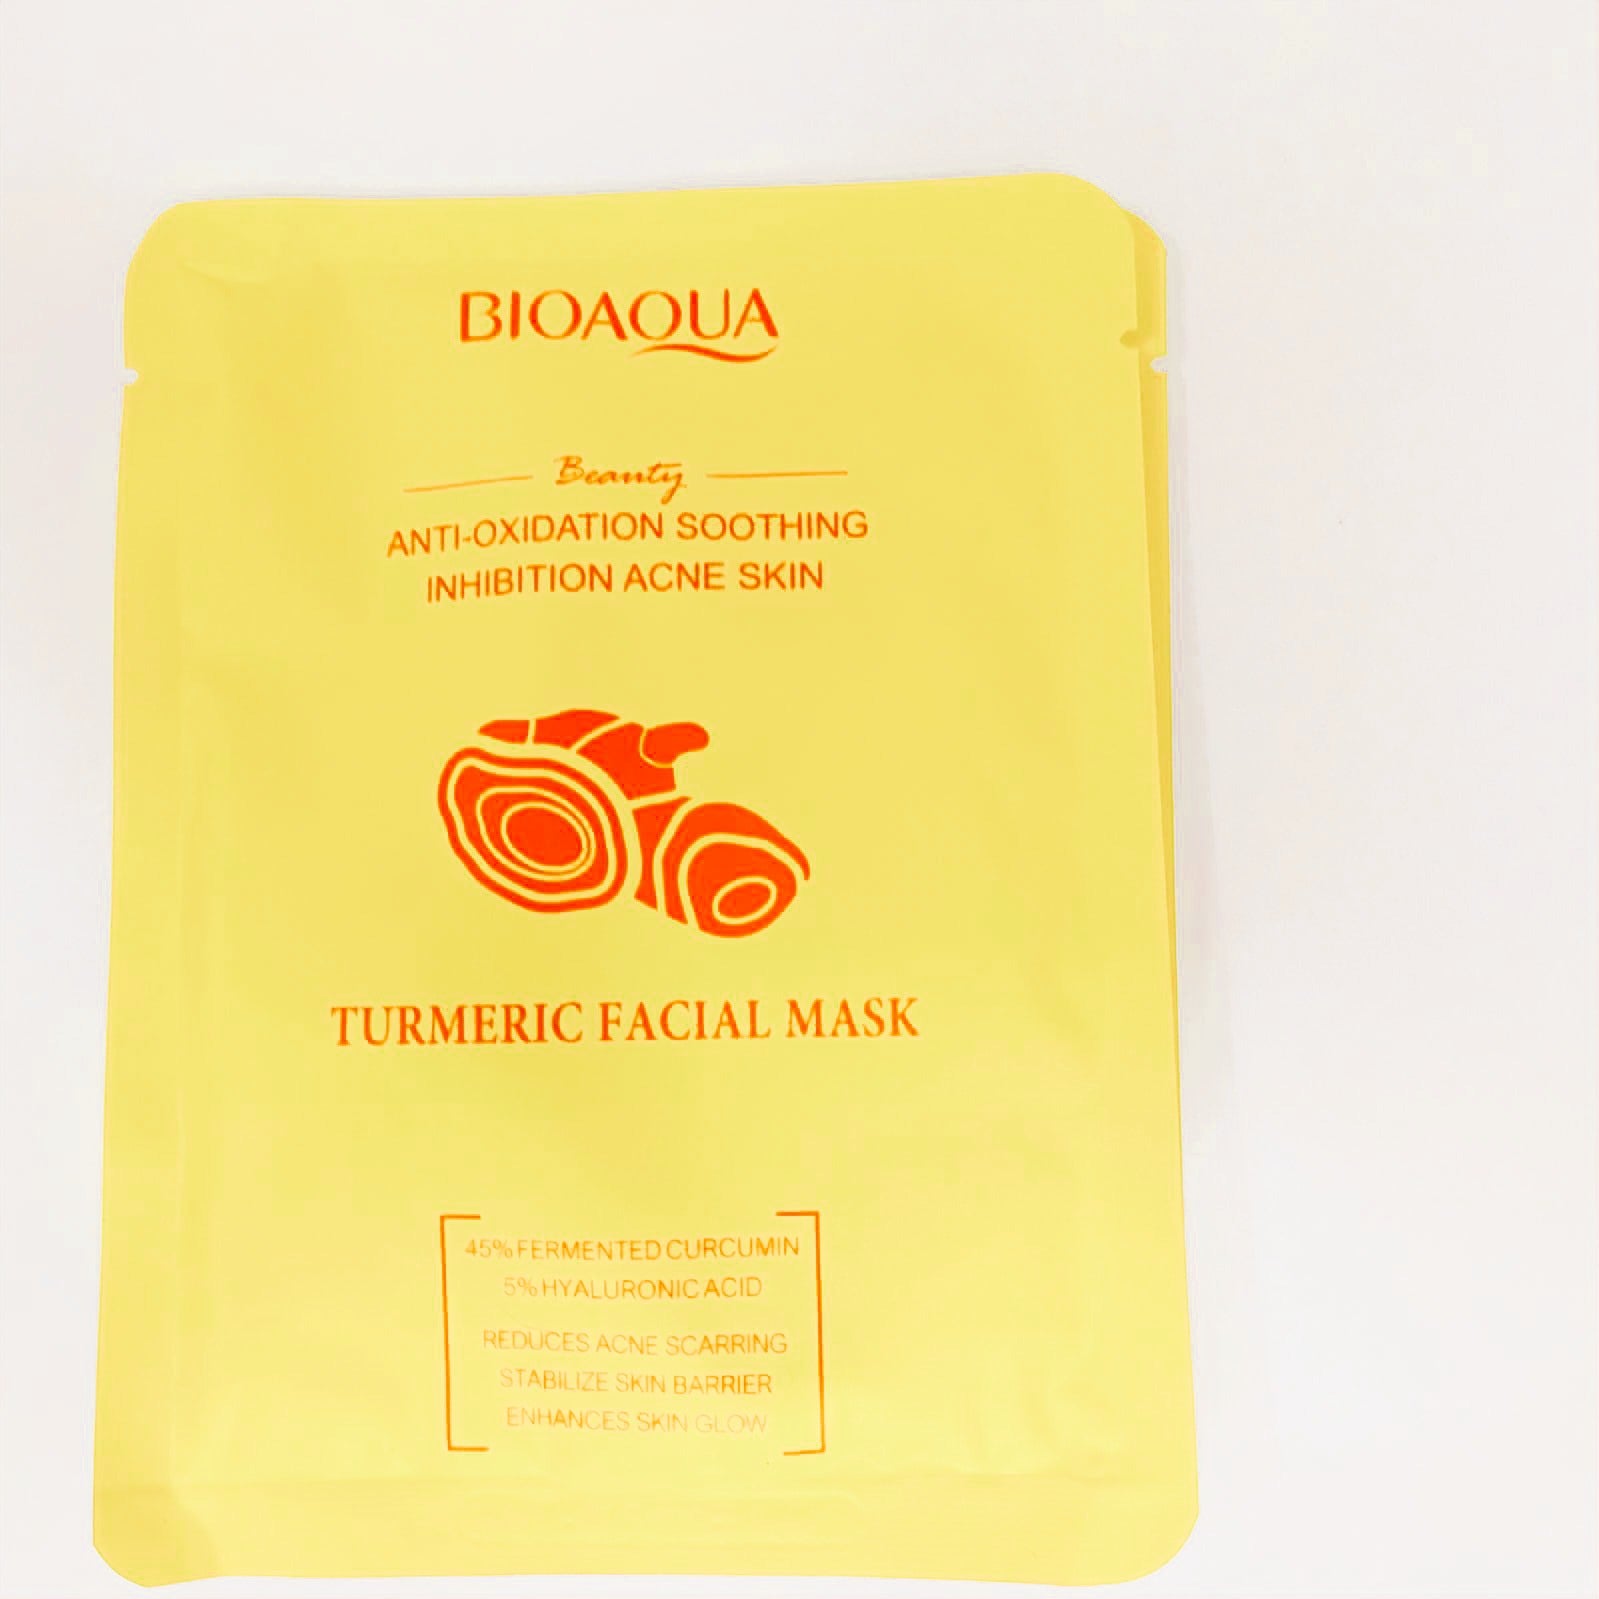 BIOAQUA
Beauty
ANTI-OXIDATION SOOTHING
INHIBITION ACNE SKIN
TURMERIC FACIAL MASK
45% FERMENTED CURCUMIN
5% HYALURONIC ACID
REDUCES ACNE SCARRING
STABILIZE SKIN BARRIER
ENHANCES SKIN GLOW